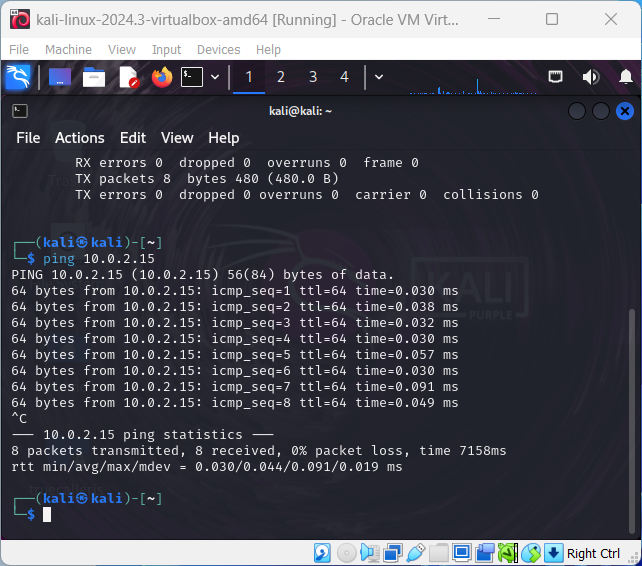 kali-linux-2024.3-virtualbox-amd64 [Running] - Oracle VM Virt...
File Machine View Input Devices Help
1 2 3 4
kali@kali: ~
File Actions Edit View Help
RX errors 0  dropped 0  overruns 0  frame 0
TX packets 8  bytes 480 (480.0 B)
TX errors 0  dropped 0 overruns 0  carrier 0  collisions 0
┌──(kali㉿kali)-[~]
└─$ ping 10.0.2.15
PING 10.0.2.15 (10.0.2.15) 56(84) bytes of data.
64 bytes from 10.0.2.15: icmp_seq=1 ttl=64 time=0.030 ms
64 bytes from 10.0.2.15: icmp_seq=2 ttl=64 time=0.038 ms
64 bytes from 10.0.2.15: icmp_seq=3 ttl=64 time=0.032 ms
64 bytes from 10.0.2.15: icmp_seq=4 ttl=64 time=0.030 ms
64 bytes from 10.0.2.15: icmp_seq=5 ttl=64 time=0.057 ms
64 bytes from 10.0.2.15: icmp_seq=6 ttl=64 time=0.030 ms
64 bytes from 10.0.2.15: icmp_seq=7 ttl=64 time=0.091 ms
64 bytes from 10.0.2.15: icmp_seq=8 ttl=64 time=0.049 ms
^C
--- 10.0.2.15 ping statistics ---
8 packets transmitted, 8 received, 0% packet loss, time 7158ms
rtt min/avg/max/mdev = 0.030/0.044/0.091/0.019 ms
┌──(kali㉿kali)-[~]
└─$
KALI
PURPLE
Right Ctrl